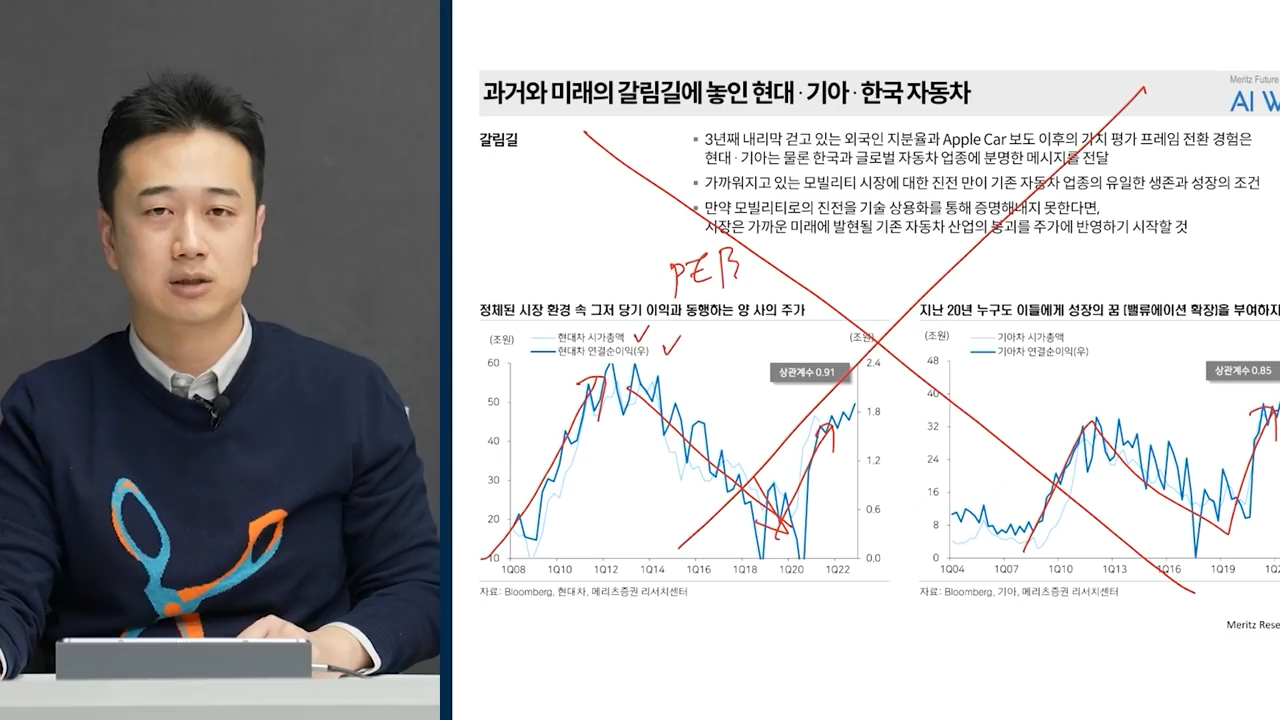 과거와 미래의 갈림길에 놓인 현대·기아·한국 자동차
Meritz Future
AI W
갈림길
▪ 3년째 내리막 걷고 있는 외국인 지분율과 Apple Car 보도 이후의 가치 평가 프레임 전환 경험은
현대·기아는 물론 한국과 글로벌 자동차 업종에 분명한 메시지를 전달
▪ 가까워지고 있는 모빌리티 시장에 대한 진전 만이 기존 자동차 업종의 유일한 생존과 성장의 조건
▪ 만약 모빌리티로의 진전을 기술 상용화를 통해 증명해내지 못한다면,
시장은 가까운 미래에 발현될 기존 자동차 산업의 붕괴를 주가에 반영하기 시작할 것
PER
정체된 시장 환경 속 그저 당기 이익과 동행하는 양 사의 주가
(조원)
현대차 시가총액
현대차 연결순이익(우)
(조원)
상관계수 0.91
60
50
40
30
20
10
2.4
1.8
1.2
0.6
0.0
1Q08 1Q10 1Q12 1Q14 1Q16 1Q18 1Q20 1Q22
자료: Bloomberg, 현대차, 메리츠증권 리서치센터
지난 20년 누구도 이들에게 성장의 꿈 (밸류에이션 확장)을 부여하지
(조원)
기아차 시가총액
기아차 연결순이익(우)
상관계수 0.85
48
40
32
24
16
8
0
1Q04 1Q07 1Q10 1Q13 1Q16 1Q19 1Q2
자료: Bloomberg, 기아, 메리츠증권 리서치센터
Meritz Rese